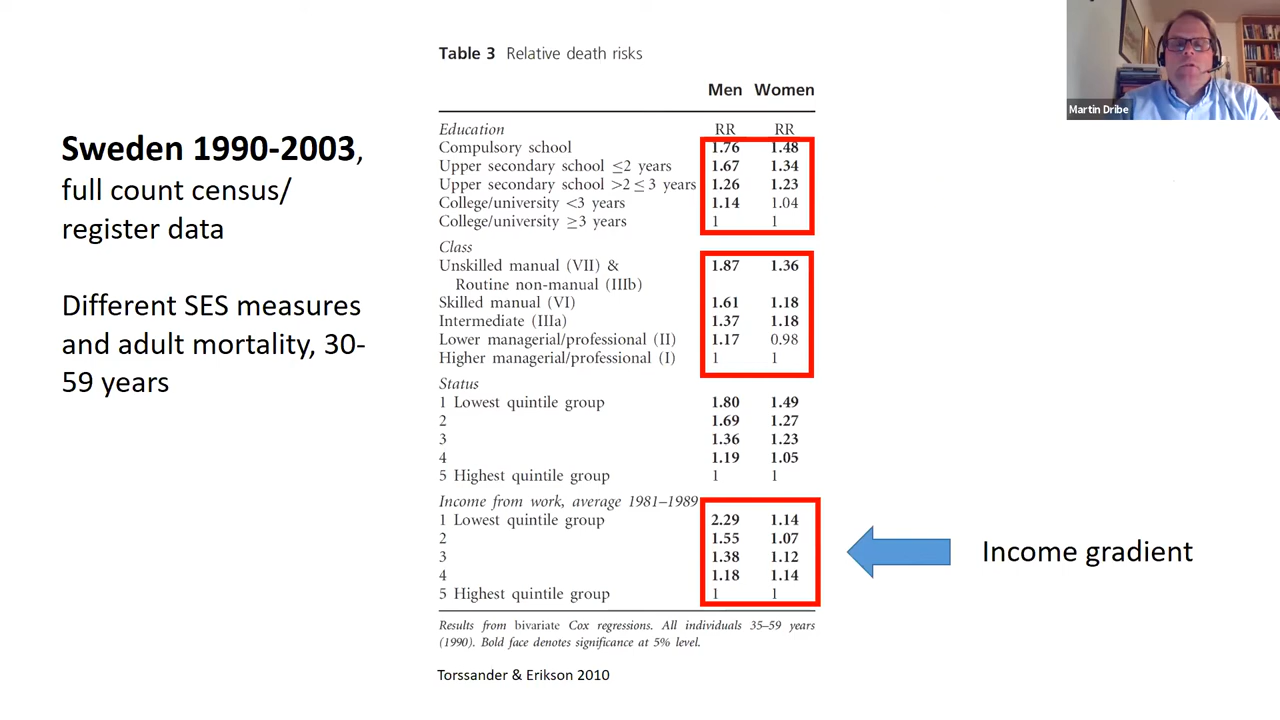 Sweden 1990-2003,
full count census/
register data
Different SES measures
and adult mortality, 30-
59 years
Table 3 Relative death risks
Men Women
Education RR RR
Compulsory school 1.76 1.48
Upper secondary school ≤2 years 1.67 1.34
Upper secondary school >2 ≤ 3 years 1.26 1.23
College/university <3 years 1.14 1.04
College/university ≥3 years 1 1
Class
Unskilled manual (VII) & 1.87 1.36
Routine non-manual (IIIb)
Skilled manual (VI) 1.61 1.18
Intermediate (IIIa) 1.37 1.18
Lower managerial/professional (II) 1.17 0.98
Higher managerial/professional (I) 1 1
Status
1 Lowest quintile group 1.80 1.49
2 1.69 1.27
3 1.36 1.23
4 1.19 1.05
5 Highest quintile group 1 1
Income from work, average 1981–1989
1 Lowest quintile group 2.29 1.14
2 1.55 1.07
3 1.38 1.12
4 1.18 1.14
5 Highest quintile group 1 1
Results from bivariate Cox regressions. All individuals 35–59 years
(1990). Bold face denotes significance at 5% level.
Torssander & Erikson 2010
Income gradient
Martin Dribe